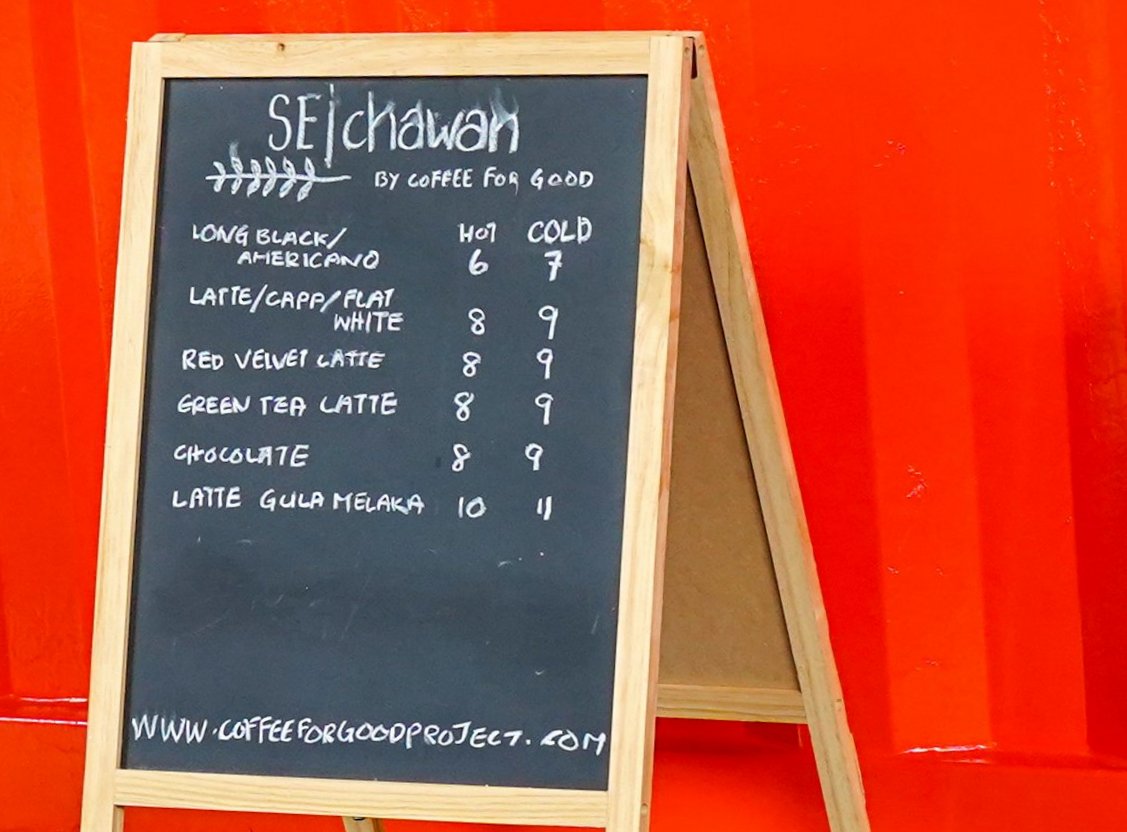 SEIchawan
BY COFFEE FOR GOOD
LONG BLACK/ HOT COLD
AMERICANO 6 7
LATTE/CAPP/FLAT
WHITE 8 9
RED VELVET LATTE 8 9
GREEN TEA LATTE 8 9
CHOCOLATE 8 9
LATTE GULA MELAKA 10 11
WWW.COFFEEFORGOODPROJECT.COM